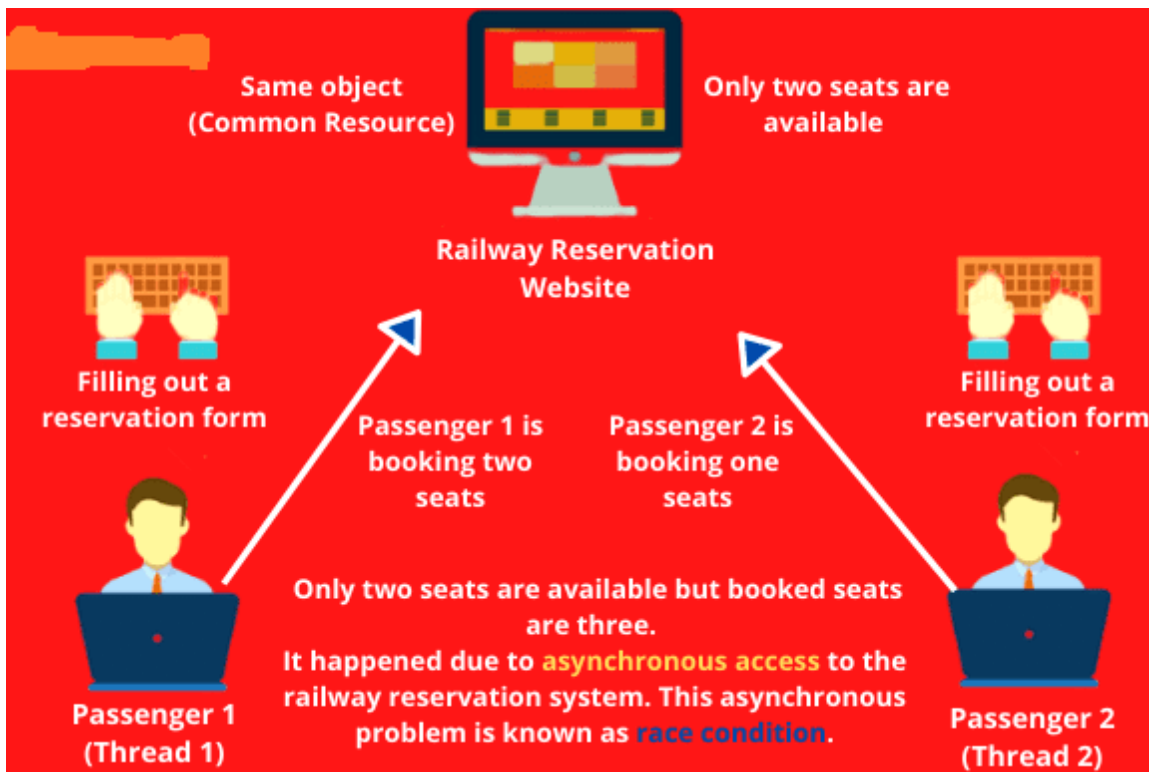 Same object
(Common Resource)
Only two seats are
available
Railway Reservation
Website
Filling out a
reservation form
Filling out a
reservation form
Passenger 1 is
booking two
seats
Passenger 2 is
booking one
seats
Only two seats are available but booked seats
are three.
It happened due to asynchronous access to the
railway reservation system. This asynchronous
problem is known as race condition.
Passenger 1
(Thread 1)
Passenger 2
(Thread 2)